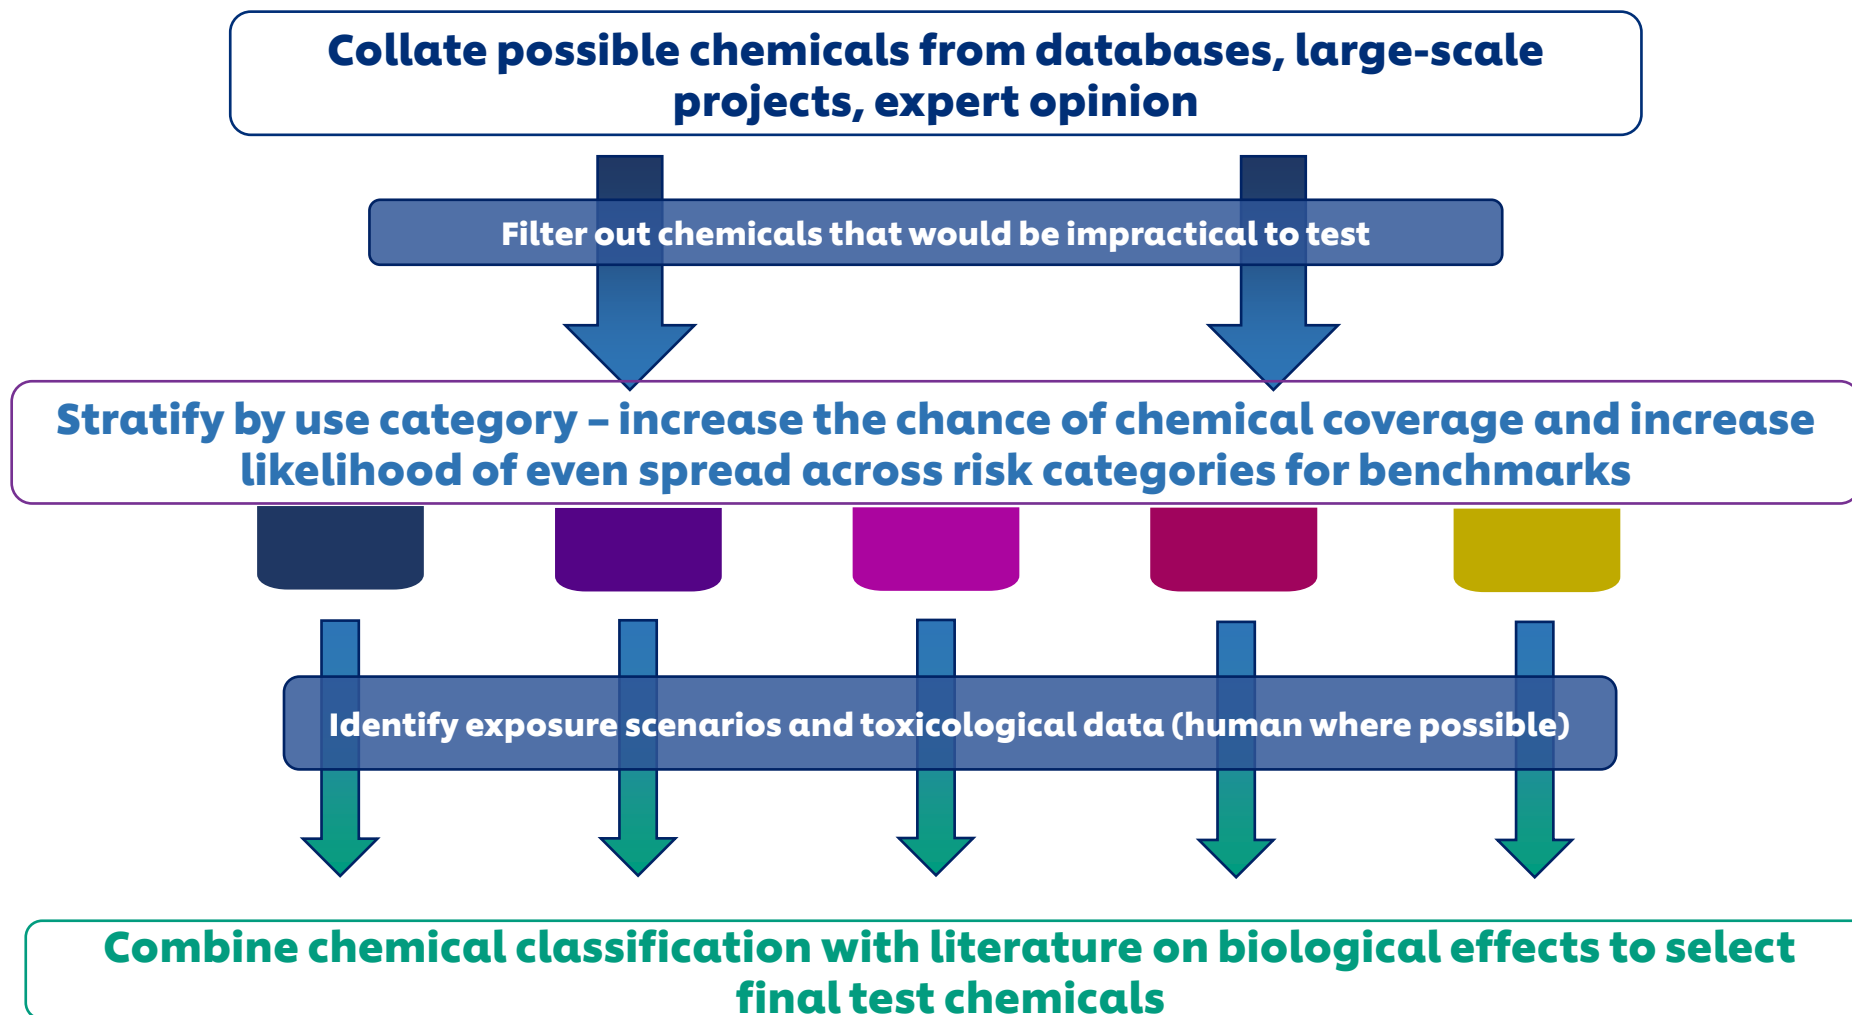 Collate possible chemicals from databases, large-scale
projects, expert opinion
Filter out chemicals that would be impractical to test
Stratify by use category – increase the chance of chemical coverage and increase
likelihood of even spread across risk categories for benchmarks
Identify exposure scenarios and toxicological data (human where possible)
Combine chemical classification with literature on biological effects to select
final test chemicals